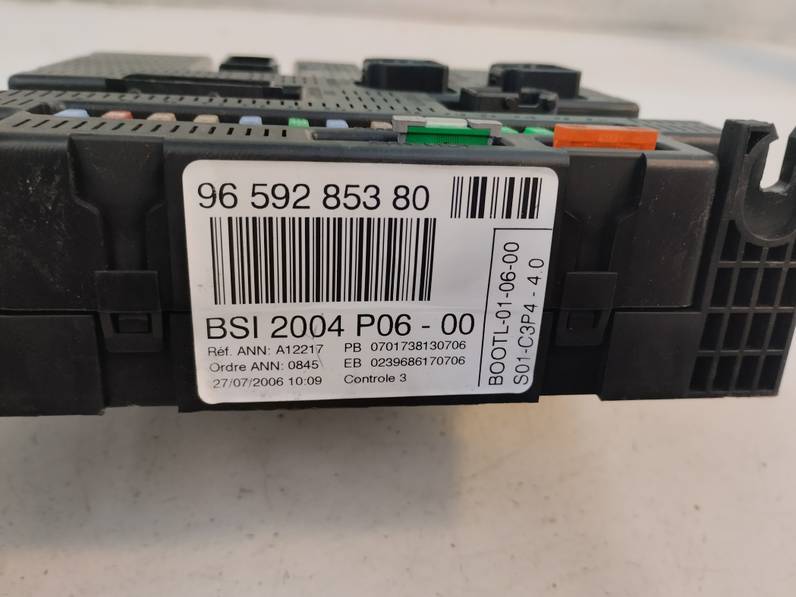 96 592 853 80
BSI 2004 P06 - 00
Réf. ANN: A12217 PB 0701738130706
Ordre ANN: 0845 EB 0239686170706
27/07/2006 10:09 Controle 3
BOOTL-01-06-00
S01-C3P4 - 4.0